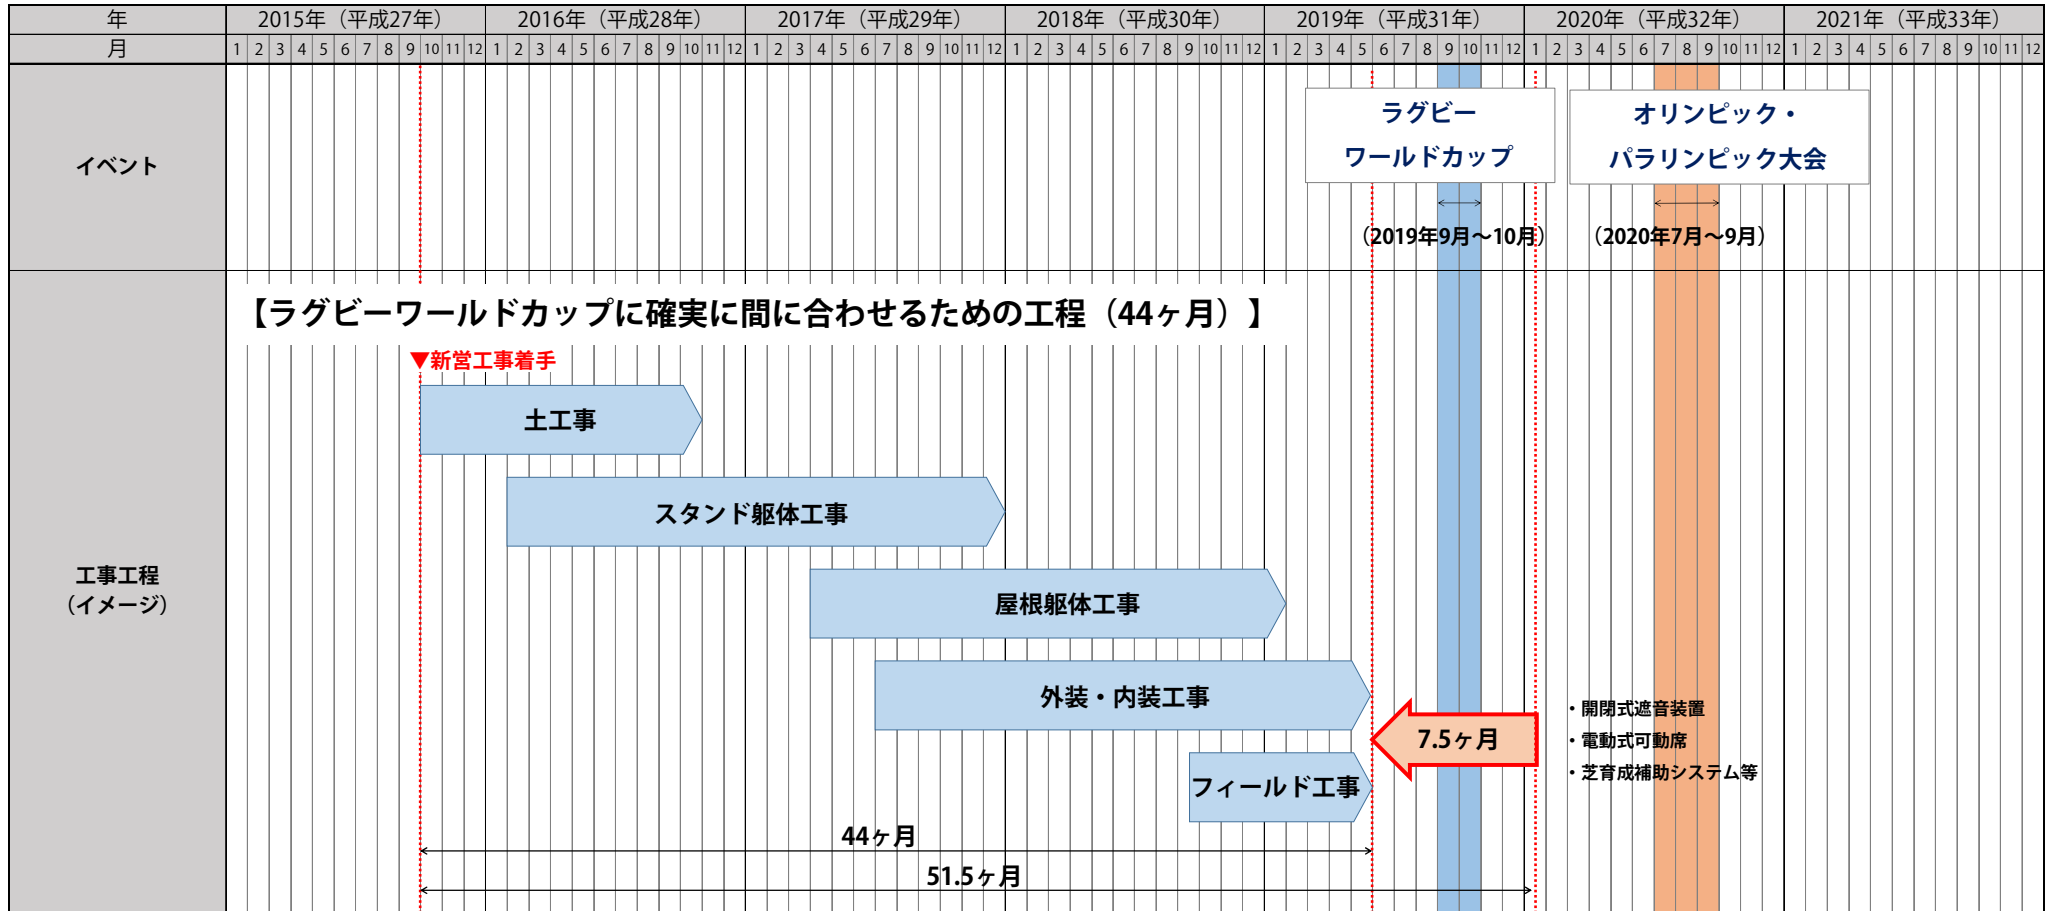 年 2015年（平成27年） 2016年（平成28年） 2017年（平成29年） 2018年（平成30年） 2019年（平成31年） 2020年（平成32年） 2021年（平成33年）
月 1 2 3 4 5 6 7 8 9 10 11 12 1 2 3 4 5 6 7 8 9 10 11 12 1 2 3 4 5 6 7 8 9 10 11 12 1 2 3 4 5 6 7 8 9 10 11 12 1 2 3 4 5 6 7 8 9 10 11 12 1 2 3 4 5 6 7 8 9 10 11 12 1 2 3 4 5 6 7 8 9 10 11 12
イベント
ラグビー
ワールドカップ
（2019年9月～10月）
オリンピック・
パラリンピック大会
（2020年7月～9月）
工事工程
（イメージ）
【ラグビーワールドカップに確実に間に合わせるための工程（44ヶ月）】
▼新営工事着手
土工事
スタンド躯体工事
屋根躯体工事
外装・内装工事
7.5ヶ月
・開閉式遮音装置
・電動式可動席
・芝育成補助システム等
フィールド工事
44ヶ月
51.5ヶ月